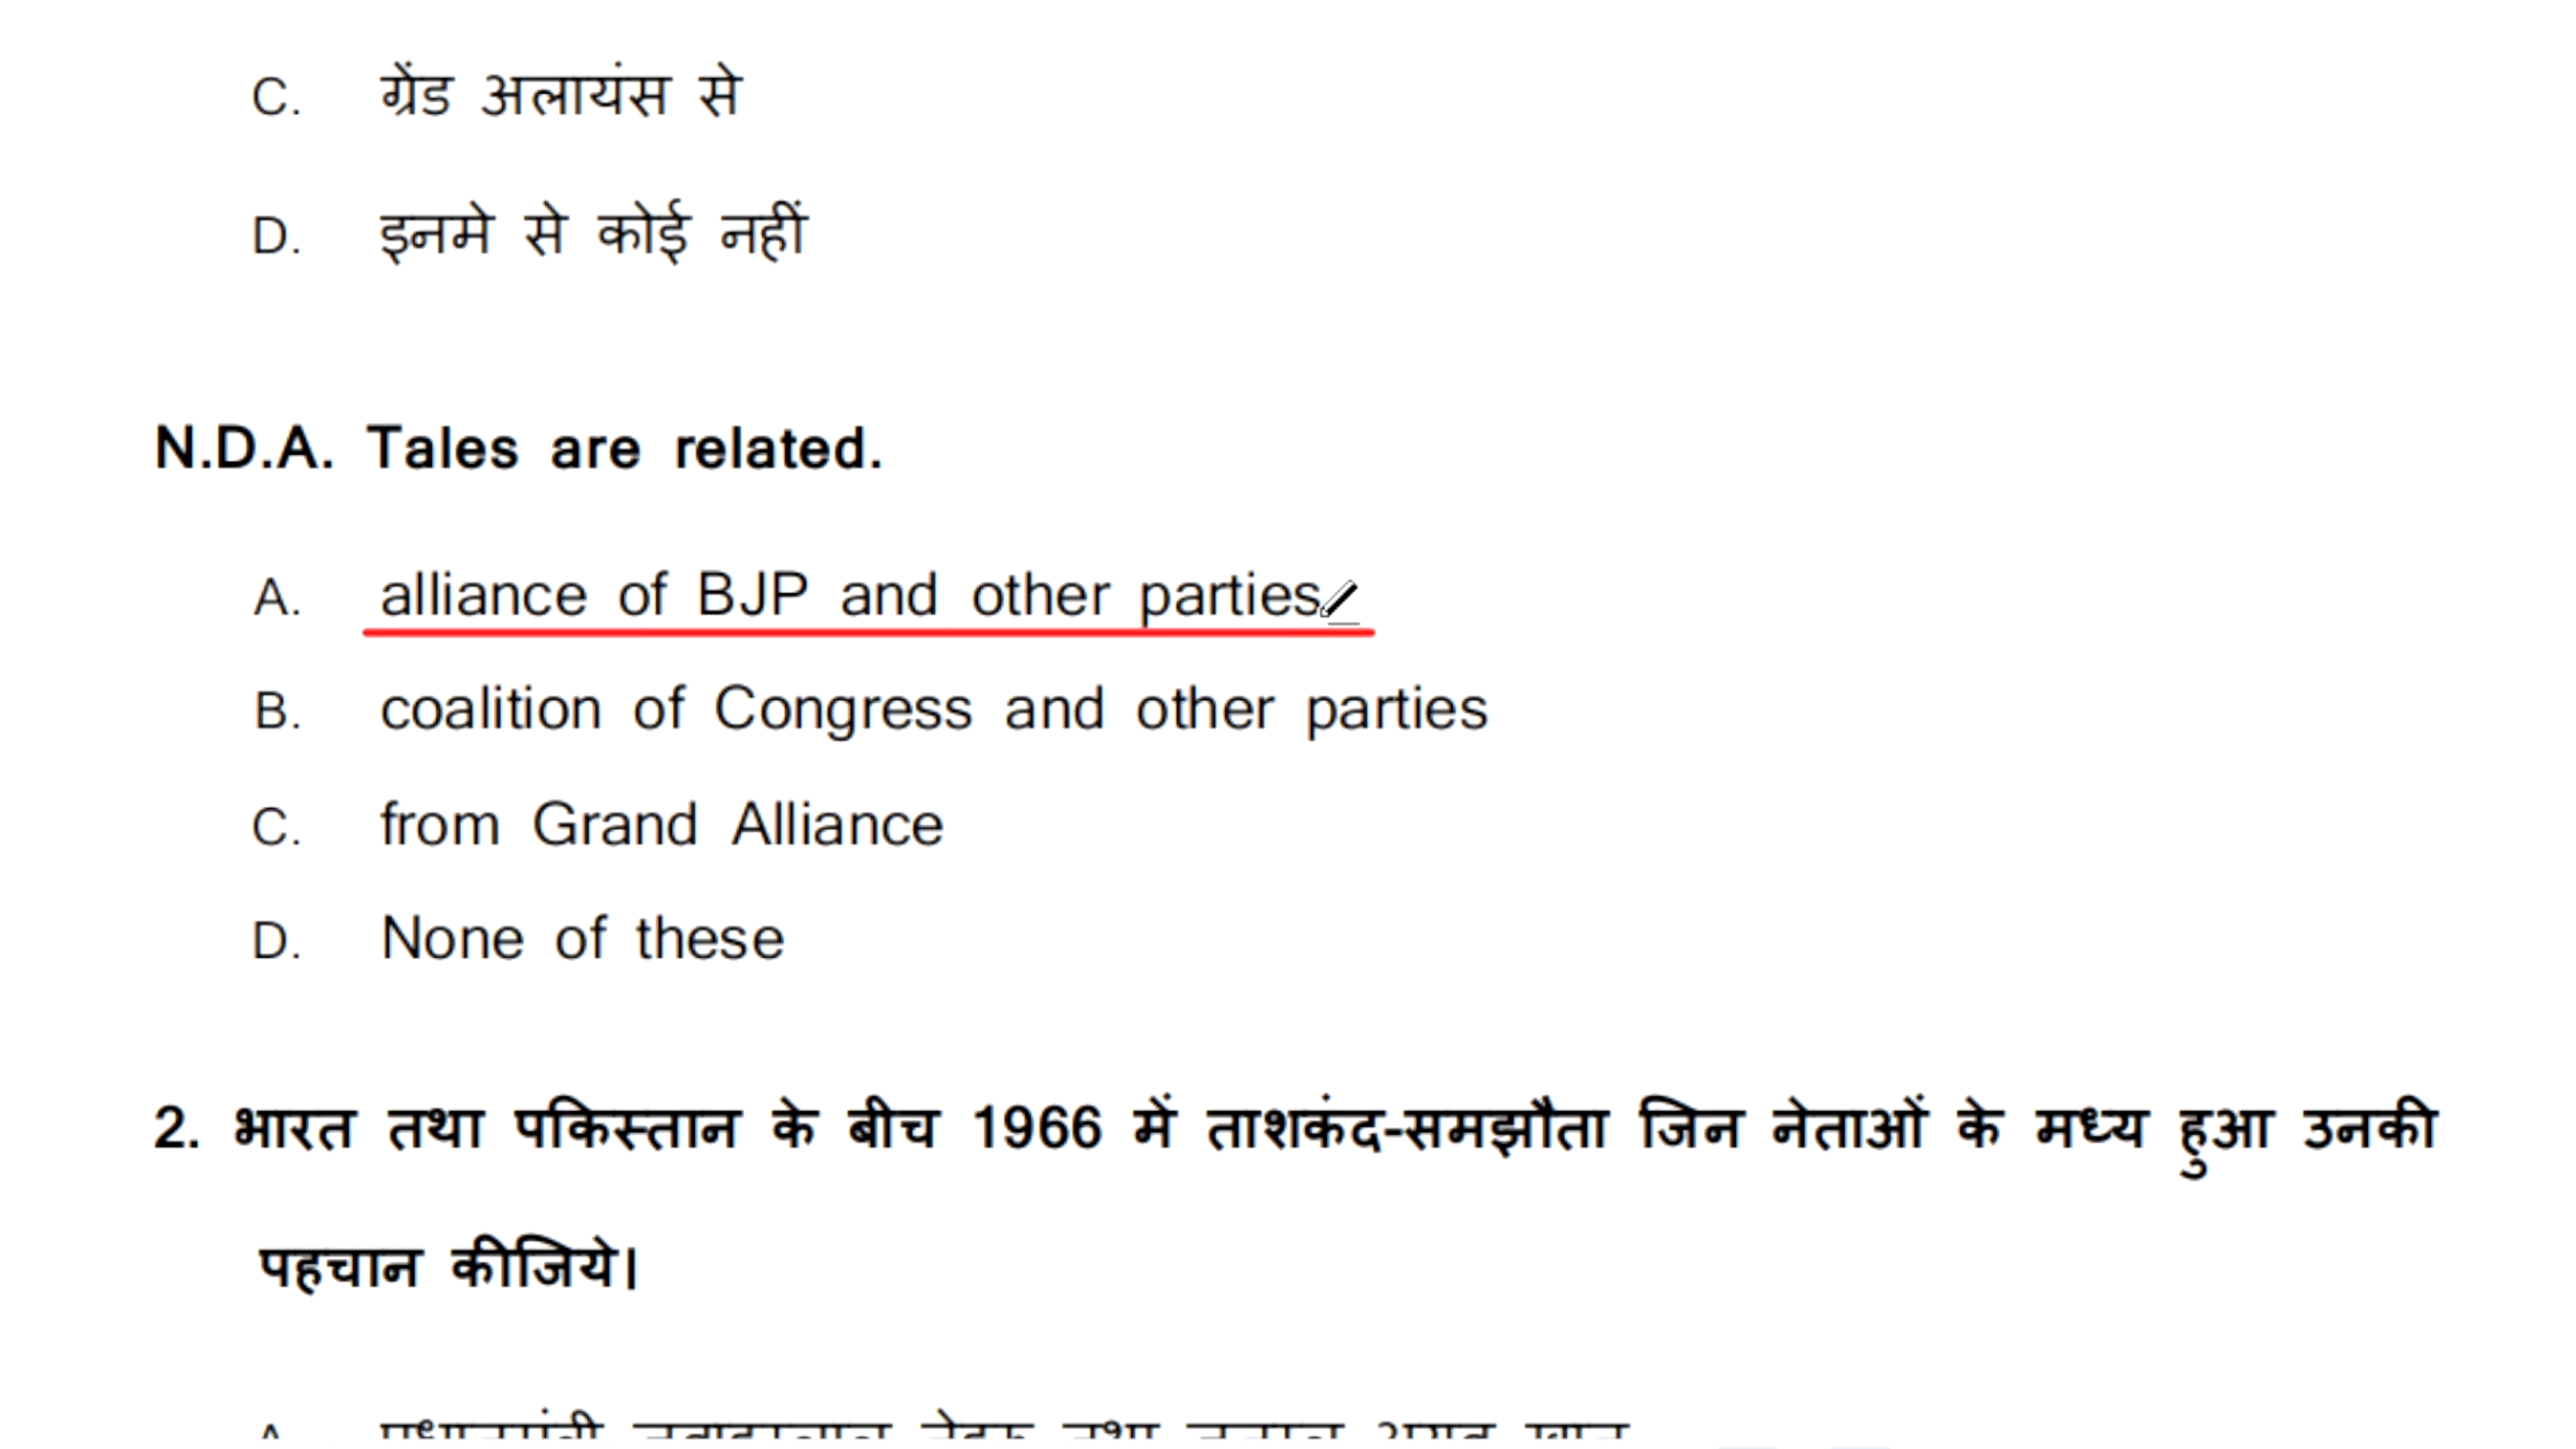 C. ग्रेंड अलायंस से
D. इनमे से कोई नहीं
N.D.A. Tales are related.
A. alliance of BJP and other parties
B. coalition of Congress and other parties
C. from Grand Alliance
D. None of these
2. भारत तथा पकिस्तान के बीच 1966 में ताशकंद-समझौता जिन नेताओं के मध्य हुआ उनकी
पहचान कीजिये।